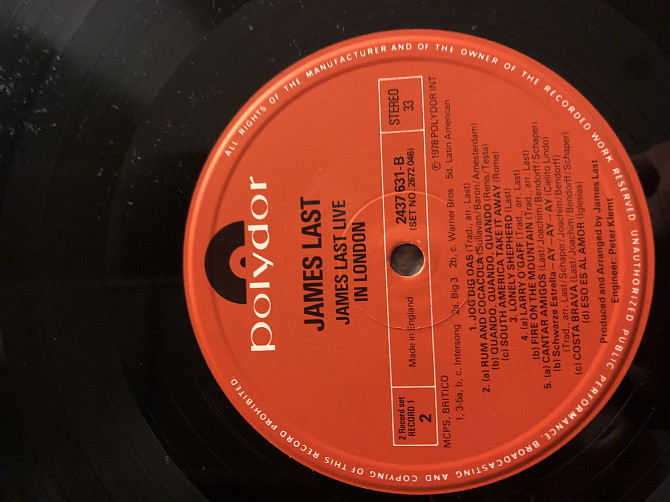 ALL RIGHTS OF THE MANUFACTURER AND OF THE OWNER OF THE RECORDED WORK RESERVED. UNAUTHORIZED PUBLIC PERFORMANCE, BROADCASTING AND COPYING OF THIS RECORD PROHIBITED.
polydor
JAMES LAST
JAMES LAST LIVE
IN LONDON
2 Record set
RECORD 1
2
Made in England
2437 631-B
(SET NO. 2672 046)
STEREO
33
MCPS, BRITICO
℗ 1978 POLYDOR INT
1, 3-5a, b, c. Intersong 2a. Big 3 2b, c. Warner Bros 5d. Latin American
1. JODDIGOAS (Trad., arr. Last)
2. (a) RUM AND COCACOLA (Sullavan/Baron/Amesterdam)
(b) QUANDO QUANDO QUANDO (Renis/Testa)
(c) SOUTH AMERICA TAKE IT AWAY (Rome)
3. LONELY SHEPHERD (Last)
4. (a) LARRY O'GAFF (Trad., arr. Last)
(b) FIRE ON THE MOUNTAIN (Trad., arr. Last)
5. (a) CANTAR AMIGOS (Last/Joachim/Bendorff/Schaper)
(b) Schwarze Estrella–AY–AY–AY (Cielito Lindo)
(Trad., arr. Last/Schaper/Joachim/Bendorff)
(c) COSTA BRAVA (Last/Joachim/Bendorff/Schaper)
(d) ESO ES AL AMOR (Iglesias)
Produced and Arranged by James Last
Engineer: Peter Klemt